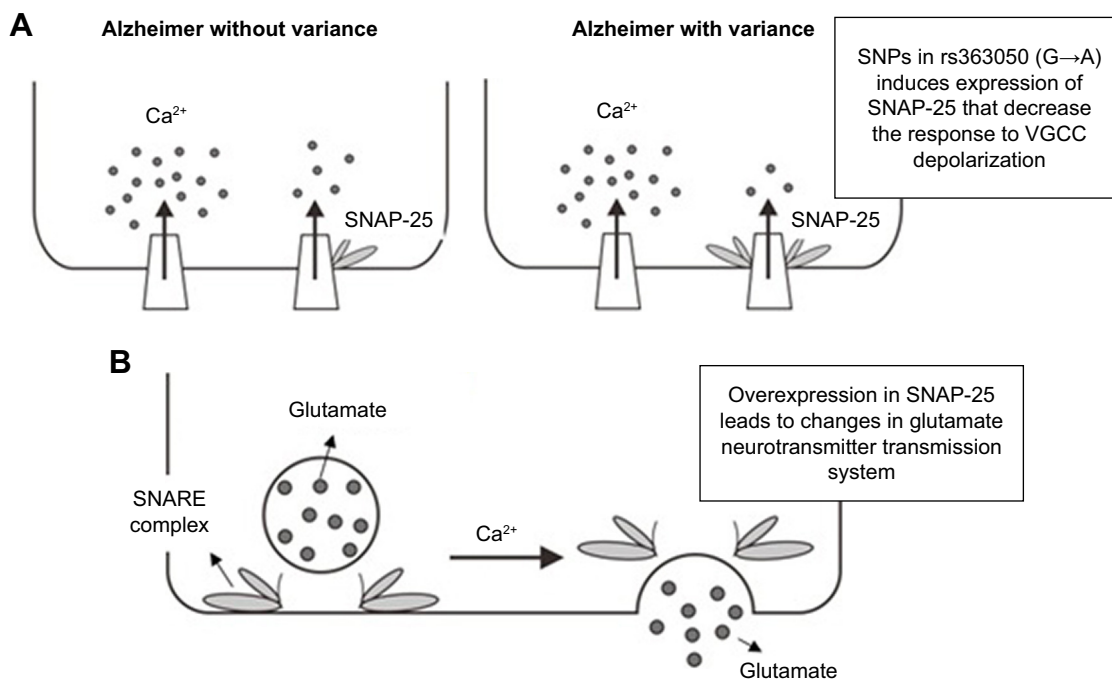 A
Alzheimer without variance
Alzheimer with variance
SNPs in rs363050 (G→A)
induces expression of
SNAP-25 that decrease
the response to VGCC
depolarization
Ca²⁺
SNAP-25
Ca²⁺
SNAP-25
B
Glutamate
SNARE
complex
Ca²⁺
Overexpression in SNAP-25
leads to changes in glutamate
neurotransmitter transmission
system
Glutamate